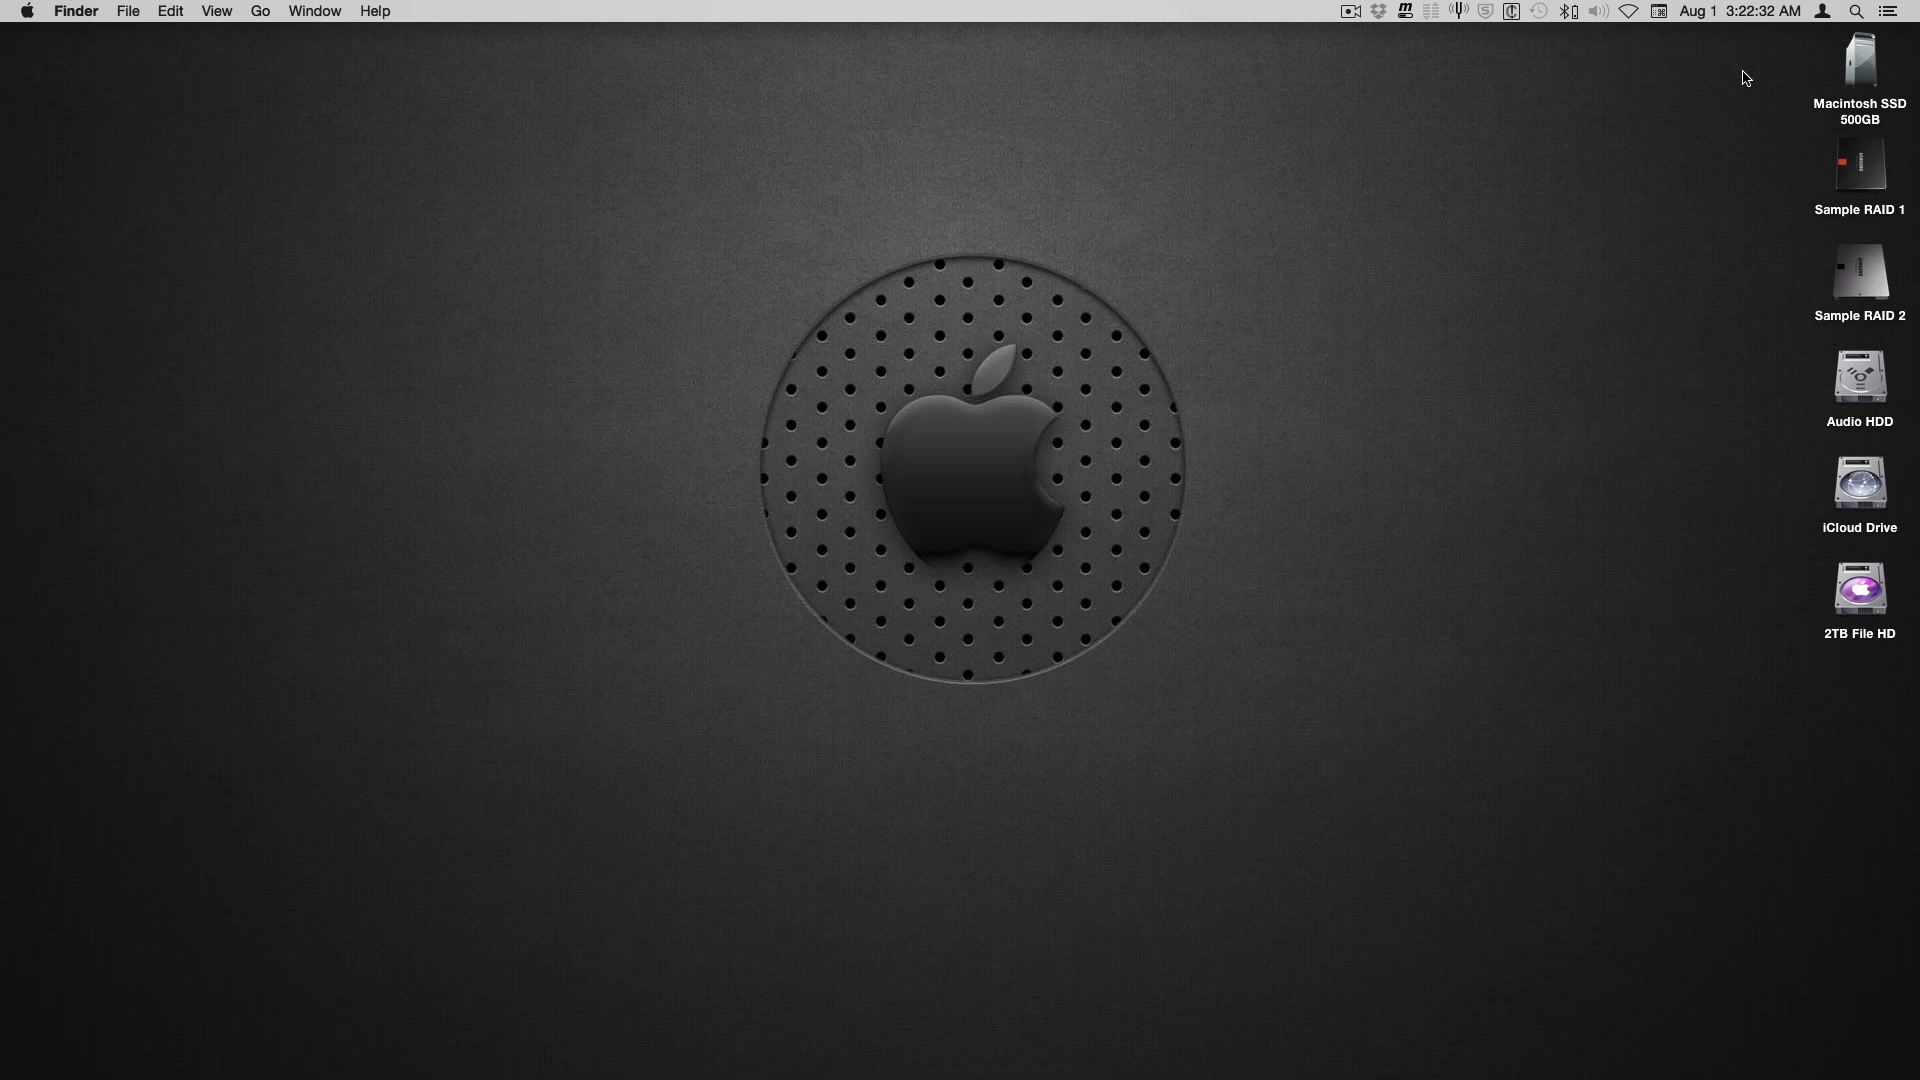 Finder File Edit View Go Window Help
Aug 1 3:22:32 AM
Macintosh SSD
500GB
Sample RAID 1
Sample RAID 2
Audio HDD
iCloud Drive
2TB File HD